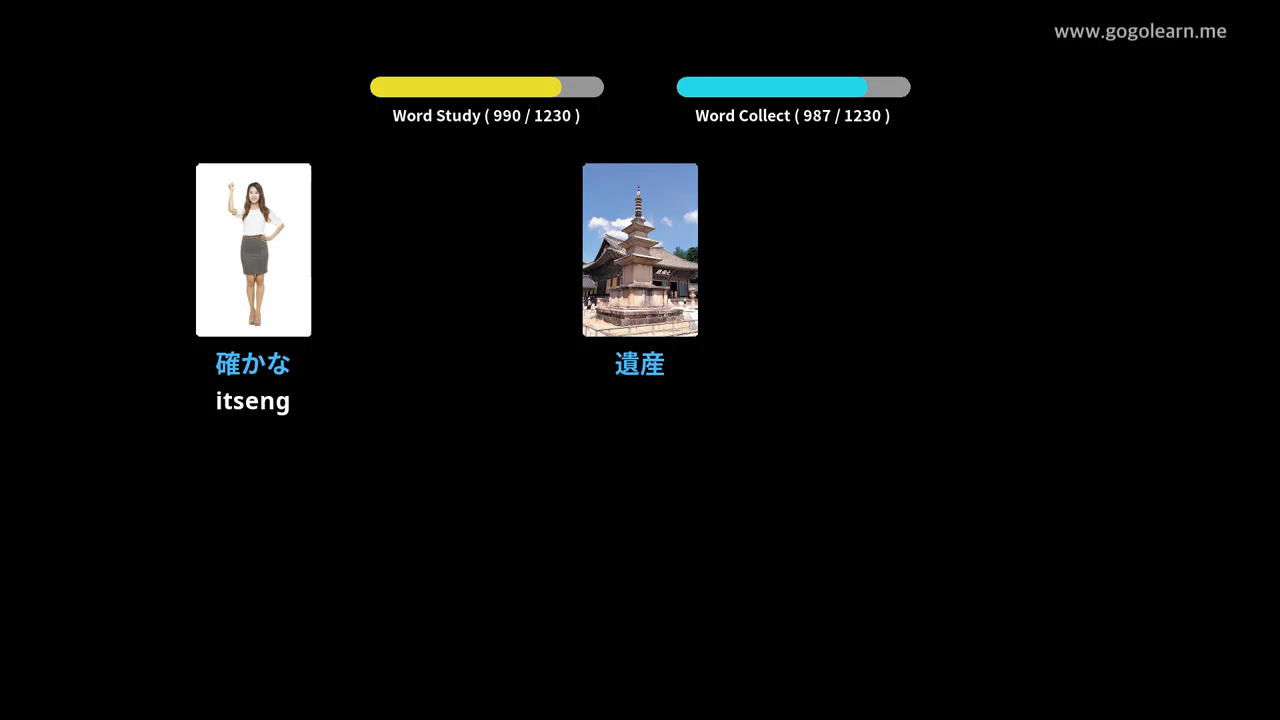 www.gogolearn.me
Word Study ( 990 / 1230 )
Word Collect ( 987 / 1230 )
確かな
itseng
遺産